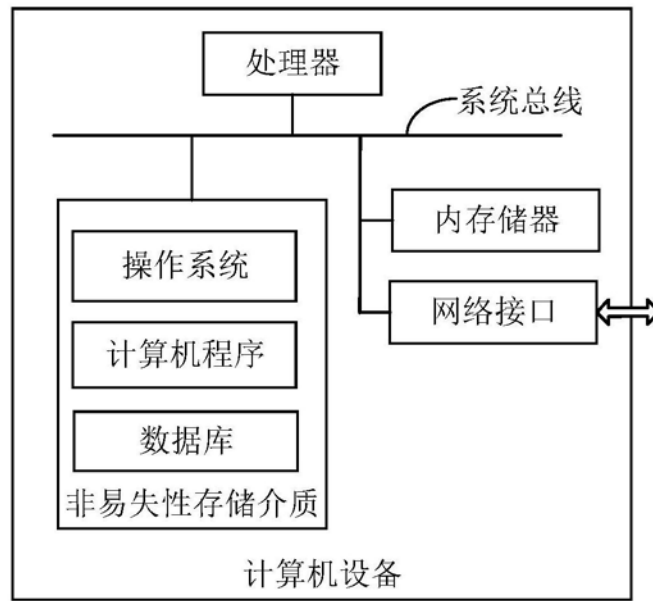 处理器
系统总线
内存储器
操作系统
网络接口
计算机程序
数据库
非易失性存储介质
计算机设备